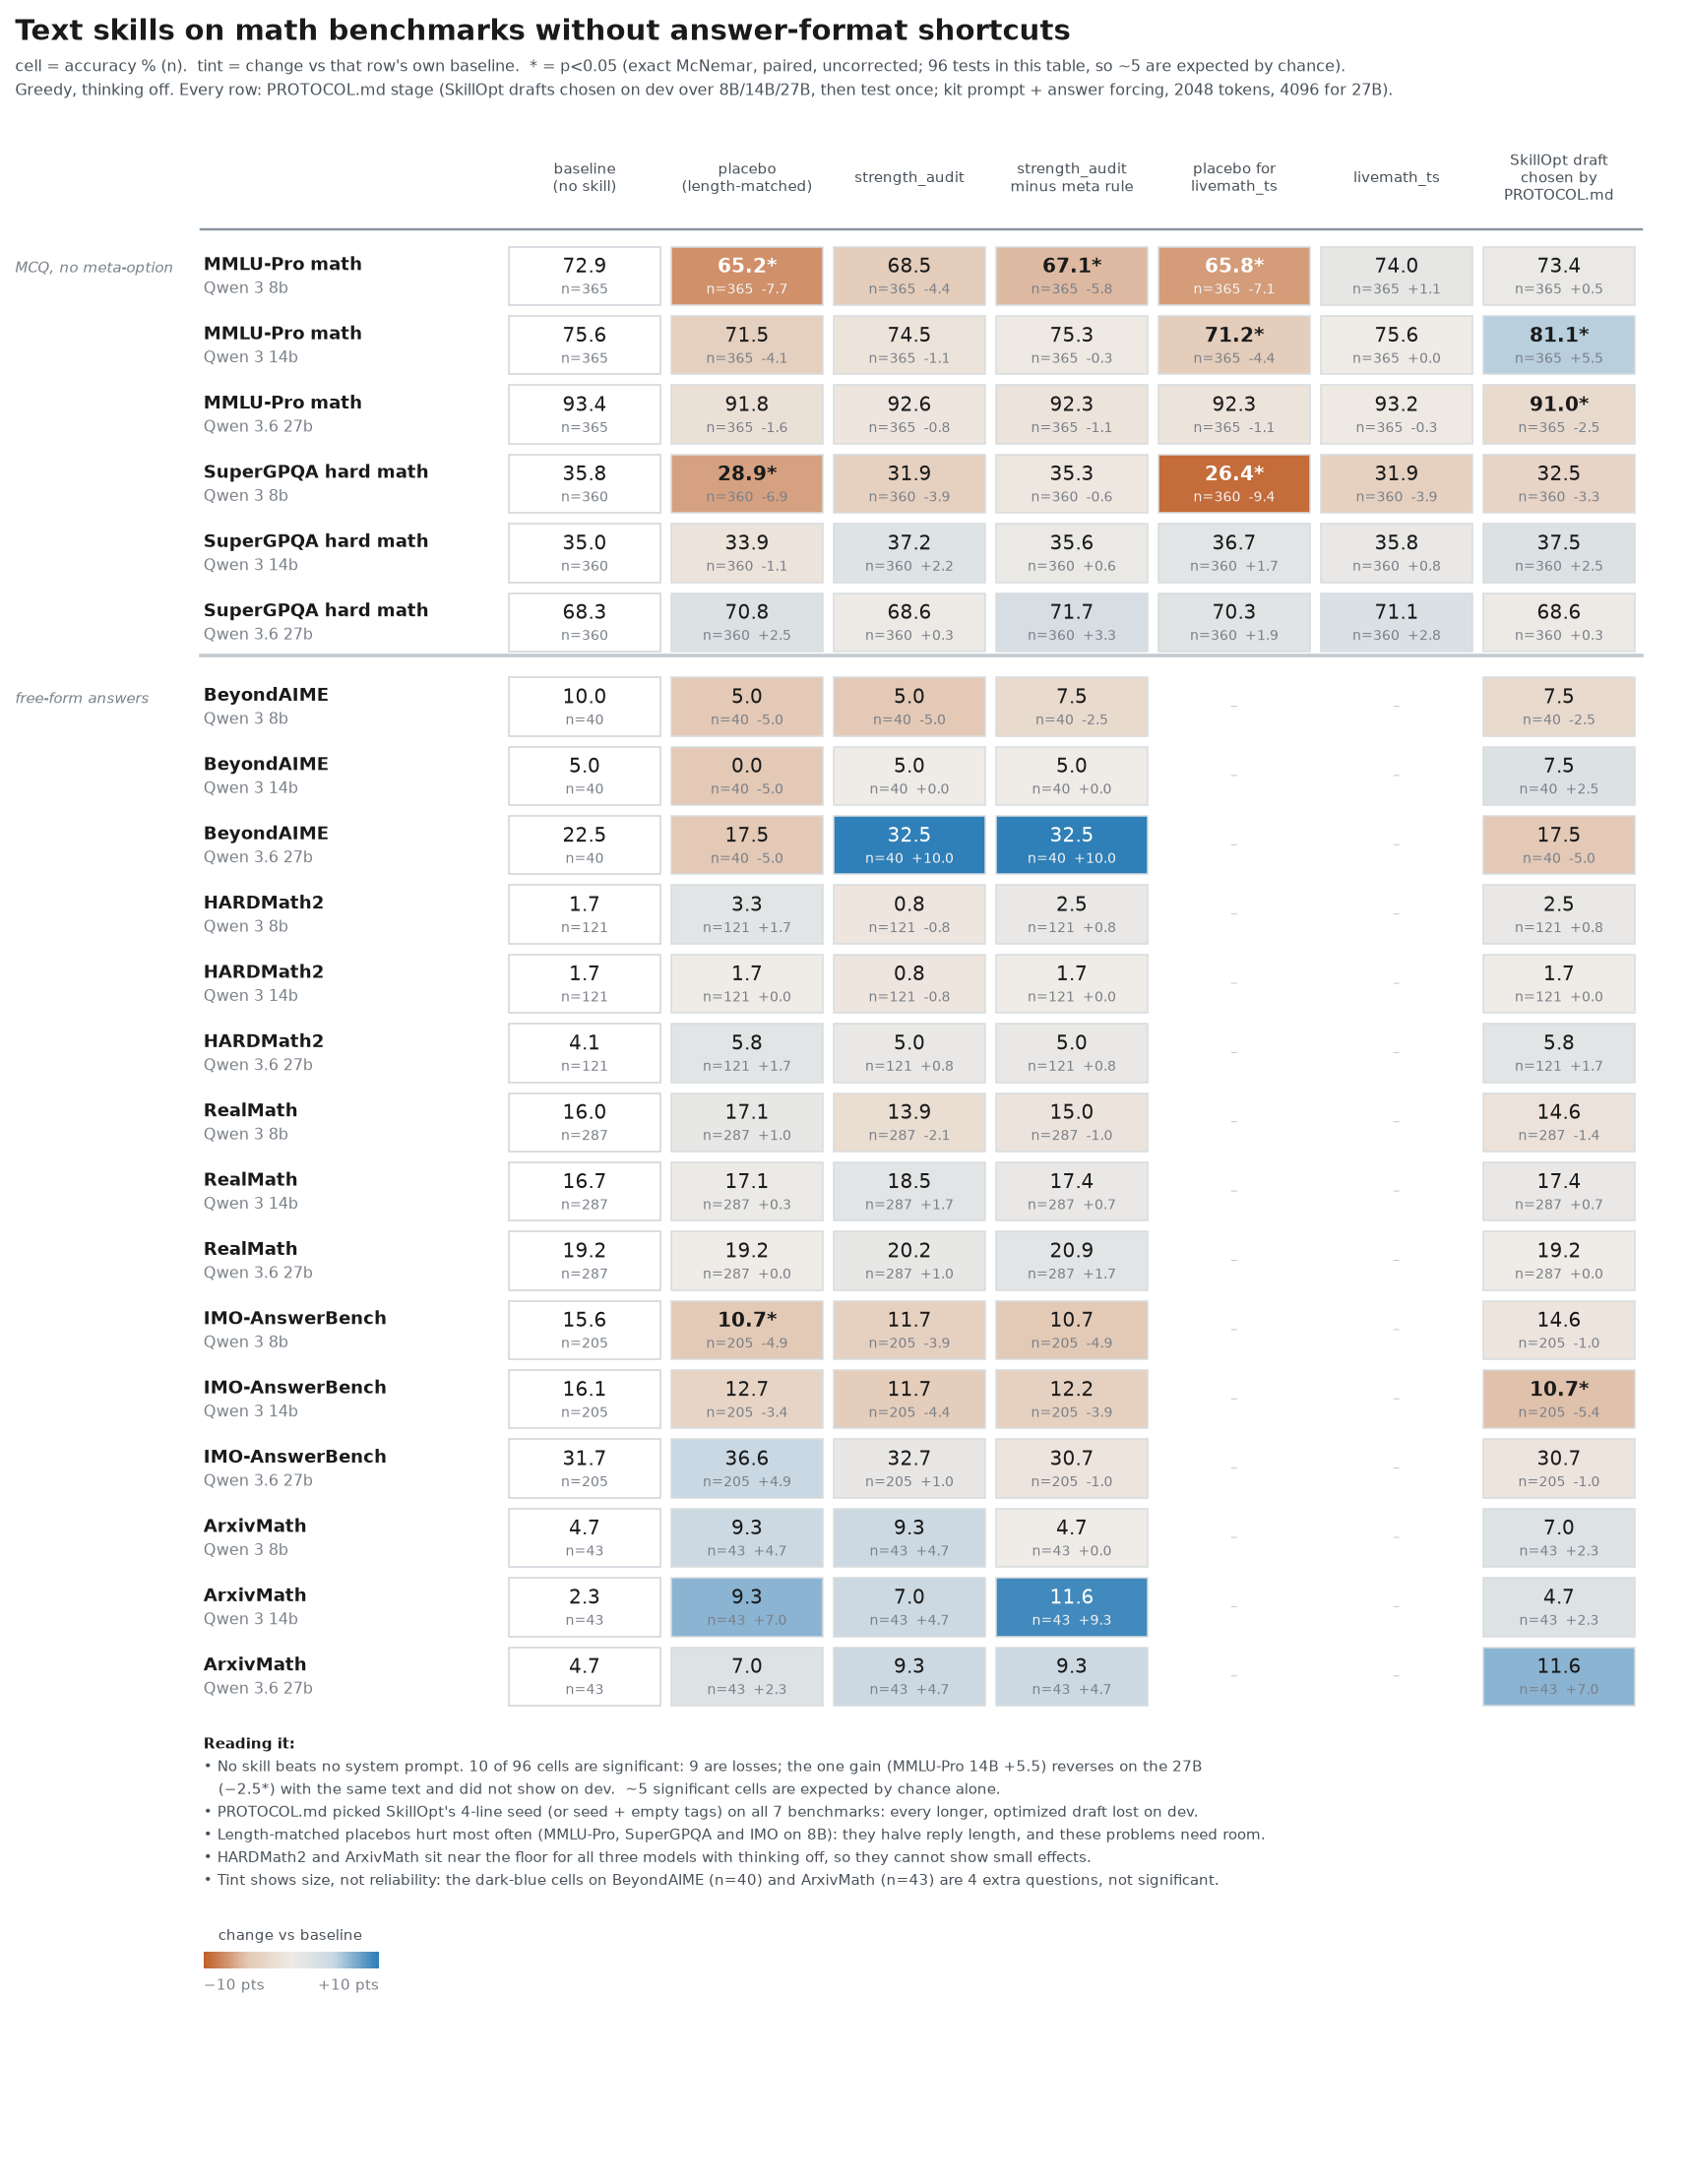 Text skills on math benchmarks without answer-format shortcuts
cell = accuracy % (n).  tint = change vs that row's own baseline.  * = p<0.05 (exact McNemar, paired, uncorrected; 96 tests in this table, so ~5 are expected by chance).
Greedy, thinking off. Every row: PROTOCOL.md stage (SkillOpt drafts chosen on dev over 8B/14B/27B, then test once; kit prompt + answer forcing, 2048 tokens, 4096 for 27B).
baseline
(no skill)
placebo
(length-matched)
strength_audit
strength_audit
minus meta rule
placebo for
livemath_ts
livemath_ts
SkillOpt draft
chosen by
PROTOCOL.md
MCQ, no meta-option
MMLU-Pro math 72.9 65.2* 68.5 67.1* 65.8* 74.0 73.4
Qwen 3 8b n=365 n=365 -7.7 n=365 -4.4 n=365 -5.8 n=365 -7.1 n=365 +1.1 n=365 +0.5
MMLU-Pro math 75.6 71.5 74.5 75.3 71.2* 75.6 81.1*
Qwen 3 14b n=365 n=365 -4.1 n=365 -1.1 n=365 -0.3 n=365 -4.4 n=365 +0.0 n=365 +5.5
MMLU-Pro math 93.4 91.8 92.6 92.3 92.3 93.2 91.0*
Qwen 3.6 27b n=365 n=365 -1.6 n=365 -0.8 n=365 -1.1 n=365 -1.1 n=365 -0.3 n=365 -2.5
SuperGPQA hard math 35.8 28.9* 31.9 35.3 26.4* 31.9 32.5
Qwen 3 8b n=360 n=360 -6.9 n=360 -3.9 n=360 -0.6 n=360 -9.4 n=360 -3.9 n=360 -3.3
SuperGPQA hard math 35.0 33.9 37.2 35.6 36.7 35.8 37.5
Qwen 3 14b n=360 n=360 -1.1 n=360 +2.2 n=360 +0.6 n=360 +1.7 n=360 +0.8 n=360 +2.5
SuperGPQA hard math 68.3 70.8 68.6 71.7 70.3 71.1 68.6
Qwen 3.6 27b n=360 n=360 +2.5 n=360 +0.3 n=360 +3.3 n=360 +1.9 n=360 +2.8 n=360 +0.3
free-form answers
BeyondAIME 10.0 5.0 5.0 7.5 – – 7.5
Qwen 3 8b n=40 n=40 -5.0 n=40 -5.0 n=40 -2.5 n=40 -2.5
BeyondAIME 5.0 0.0 5.0 5.0 – – 7.5
Qwen 3 14b n=40 n=40 -5.0 n=40 +0.0 n=40 +0.0 n=40 +2.5
BeyondAIME 22.5 17.5 32.5 32.5 – – 17.5
Qwen 3.6 27b n=40 n=40 -5.0 n=40 +10.0 n=40 +10.0 n=40 -5.0
HARDMath2 1.7 3.3 0.8 2.5 – – 2.5
Qwen 3 8b n=121 n=121 +1.7 n=121 -0.8 n=121 +0.8 n=121 +0.8
HARDMath2 1.7 1.7 0.8 1.7 – – 1.7
Qwen 3 14b n=121 n=121 +0.0 n=121 -0.8 n=121 +0.0 n=121 +0.0
HARDMath2 4.1 5.8 5.0 5.0 – – 5.8
Qwen 3.6 27b n=121 n=121 +1.7 n=121 +0.8 n=121 +0.8 n=121 +1.7
RealMath 16.0 17.1 13.9 15.0 – – 14.6
Qwen 3 8b n=287 n=287 +1.0 n=287 -2.1 n=287 -1.0 n=287 -1.4
RealMath 16.7 17.1 18.5 17.4 – – 17.4
Qwen 3 14b n=287 n=287 +0.3 n=287 +1.7 n=287 +0.7 n=287 +0.7
RealMath 19.2 19.2 20.2 20.9 – – 19.2
Qwen 3.6 27b n=287 n=287 +0.0 n=287 +1.0 n=287 +1.7 n=287 +0.0
IMO-AnswerBench 15.6 10.7* 11.7 10.7 – – 14.6
Qwen 3 8b n=205 n=205 -4.9 n=205 -3.9 n=205 -4.9 n=205 -1.0
IMO-AnswerBench 16.1 12.7 11.7 12.2 – – 10.7*
Qwen 3 14b n=205 n=205 -3.4 n=205 -4.4 n=205 -3.9 n=205 -5.4
IMO-AnswerBench 31.7 36.6 32.7 30.7 – – 30.7
Qwen 3.6 27b n=205 n=205 +4.9 n=205 +1.0 n=205 -1.0 n=205 -1.0
ArxivMath 4.7 9.3 9.3 4.7 – – 7.0
Qwen 3 8b n=43 n=43 +4.7 n=43 +4.7 n=43 +0.0 n=43 +2.3
ArxivMath 2.3 9.3 7.0 11.6 – – 4.7
Qwen 3 14b n=43 n=43 +7.0 n=43 +4.7 n=43 +9.3 n=43 +2.3
ArxivMath 4.7 7.0 9.3 9.3 – – 11.6
Qwen 3.6 27b n=43 n=43 +2.3 n=43 +4.7 n=43 +4.7 n=43 +7.0
Reading it:
• No skill beats no system prompt. 10 of 96 cells are significant: 9 are losses; the one gain (MMLU-Pro 14B +5.5) reverses on the 27B
(−2.5*) with the same text and did not show on dev.  ~5 significant cells are expected by chance alone.
• PROTOCOL.md picked SkillOpt's 4-line seed (or seed + empty tags) on all 7 benchmarks: every longer, optimized draft lost on dev.
• Length-matched placebos hurt most often (MMLU-Pro, SuperGPQA and IMO on 8B): they halve reply length, and these problems need room.
• HARDMath2 and ArxivMath sit near the floor for all three models with thinking off, so they cannot show small effects.
• Tint shows size, not reliability: the dark-blue cells on BeyondAIME (n=40) and ArxivMath (n=43) are 4 extra questions, not significant.
change vs baseline
−10 pts +10 pts